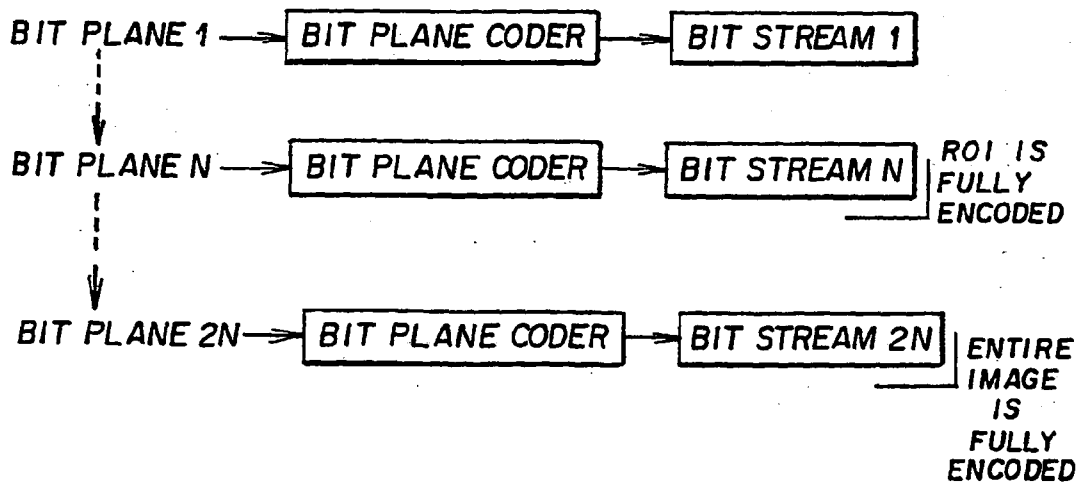 BIT PLANE 1
BIT PLANE CODER
BIT STREAM 1
BIT PLANE N
BIT PLANE CODER
BIT STREAM N
ROI IS
FULLY
ENCODED
BIT PLANE 2N
BIT PLANE CODER
BIT STREAM 2N
ENTIRE
IMAGE
IS
FULLY
ENCODED